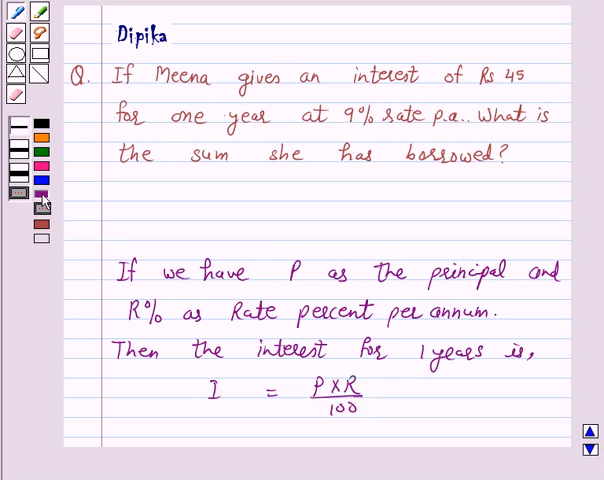 Dipika
Q. If Meena gives an interest of Rs 45
for one year at 9% rate p.a.. What is
the sum she has borrowed?
If we have P as the principal and
R% as Rate percent per annum.
Then the interest for 1 years is,
I = P×R/100